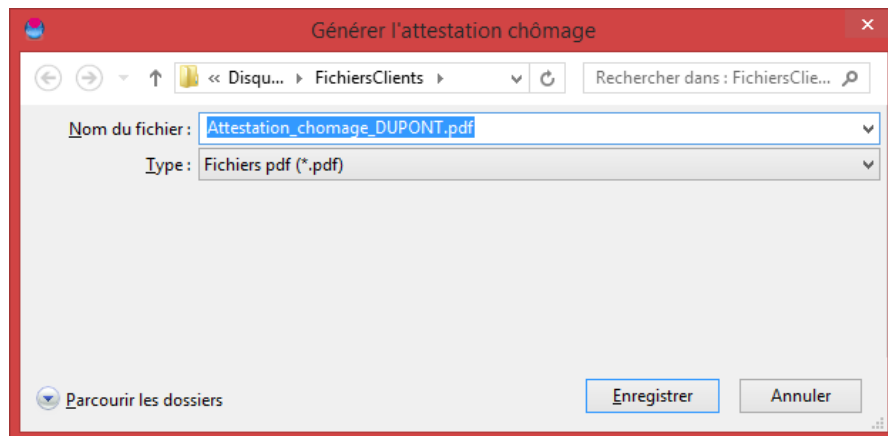 Générer l'attestation chômage
« Disqu... FichiersClients
Rechercher dans : FichiersClie...
Nom du fichier : Attestation_chomage_DUPONT.pdf
Type : Fichiers pdf (*.pdf)
Parcourir les dossiers
Enregistrer
Annuler